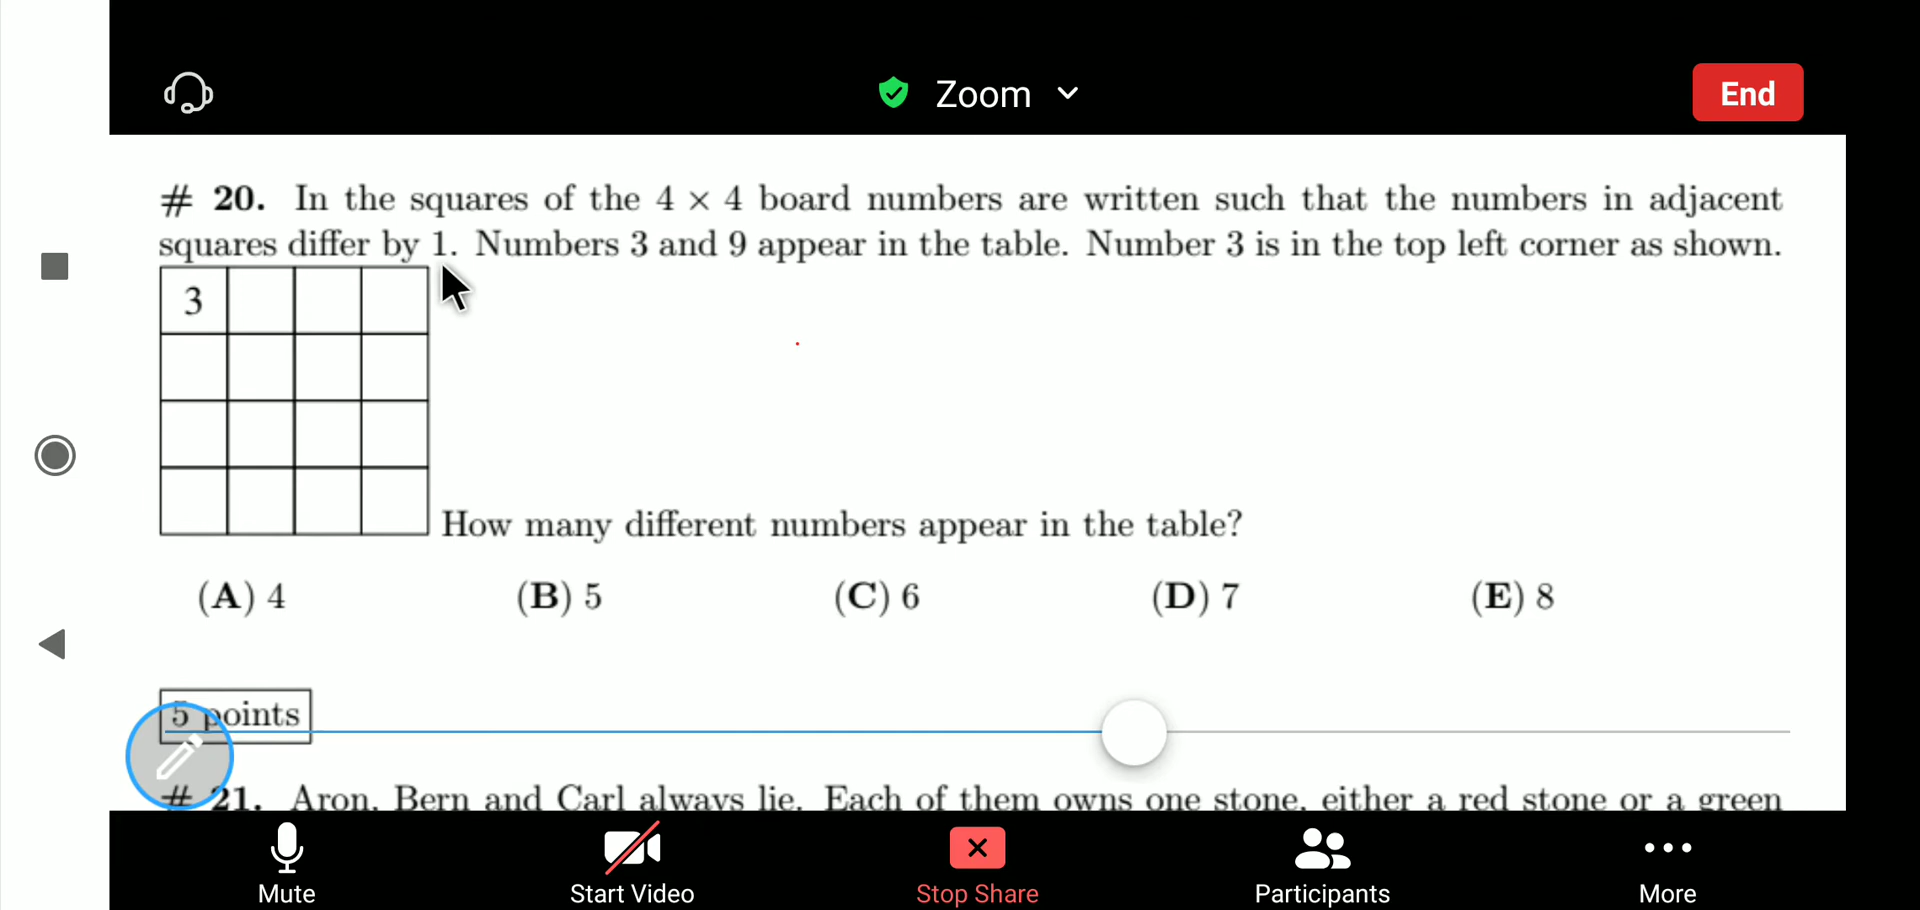 Zoom
End
# 20. In the squares of the 4 × 4 board numbers are written such that the numbers in adjacent
squares differ by 1. Numbers 3 and 9 appear in the table. Number 3 is in the top left corner as shown.
3
How many different numbers appear in the table?
(A) 4 (B) 5 (C) 6 (D) 7 (E) 8
5 points
# 21. Aron, Bern and Carl always lie. Each of them owns one stone, either a red stone or a green
Mute Start Video Stop Share Participants More